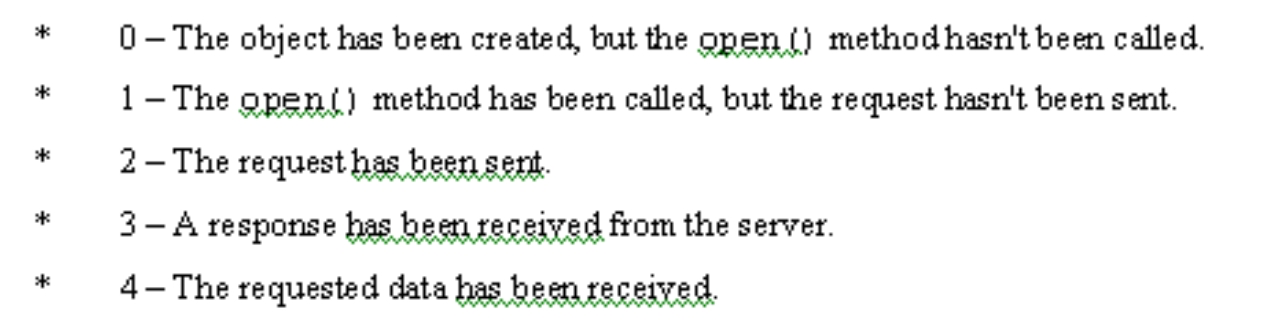 * 0 – The object has been created, but the open() method hasn't been called.
* 1 – The open() method has been called, but the request hasn't been sent.
* 2 – The request has been sent.
* 3 – A response has been received from the server.
* 4 – The requested data has been received.